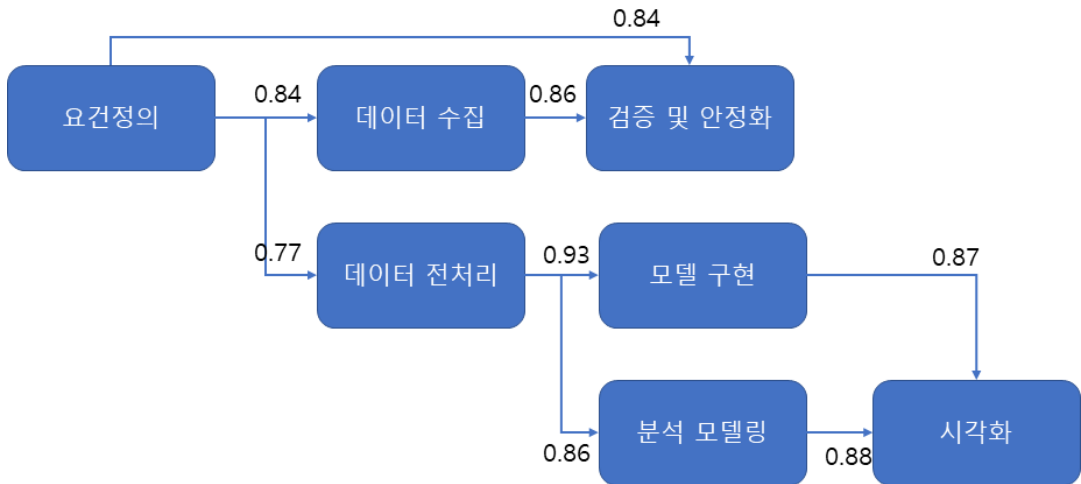 0.84
요건정의
0.84
데이터 수집
0.86
검증 및 안정화
0.77
데이터 전처리
0.93
모델 구현
0.87
0.86
분석 모델링
0.88
시각화